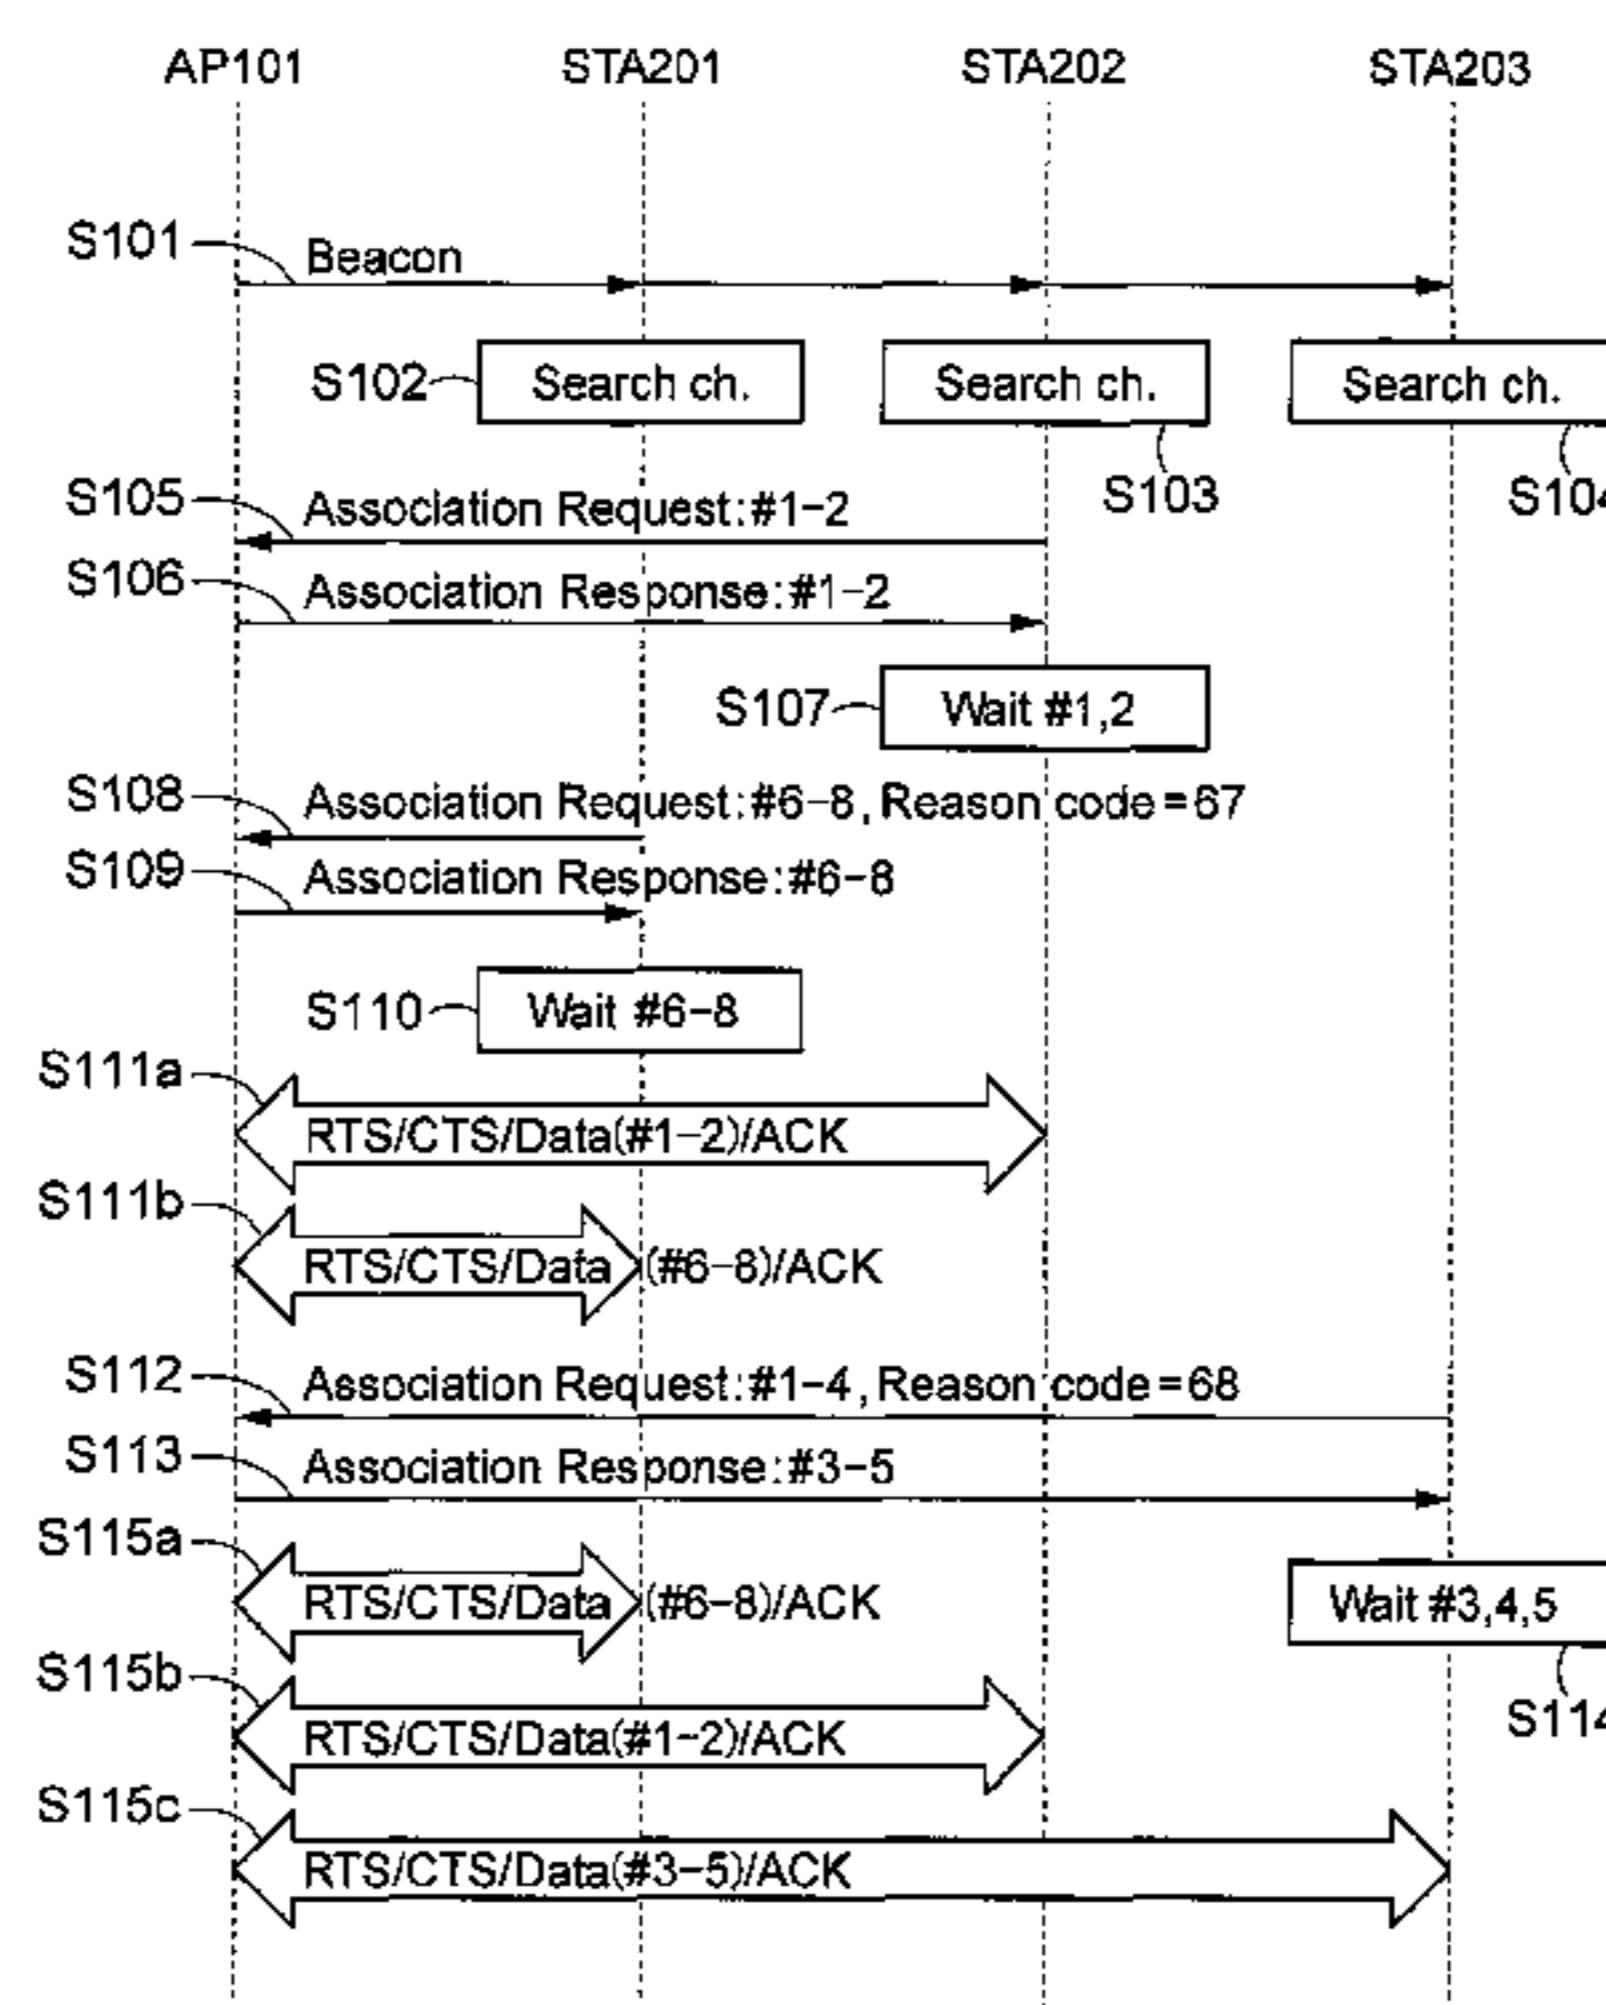 AP101 STA201 STA202 STA203
S101 Beacon
S102 Search ch. Search ch. Search ch.
S103 S104
S105 Association Request:#1-2
S106 Association Response:#1-2
S107 Wait #1,2
S108 Association Request:#6-8, Reason code=67
S109 Association Response:#6-8
S110 Wait #6-8
S111a
RTS/CTS/Data(#1-2)/ACK
S111b
RTS/CTS/Data (#6-8)/ACK
S112 Association Request:#1-4, Reason code=68
S113 Association Response:#3-5
S115a
RTS/CTS/Data (#6-8)/ACK Wait #3,4,5
S115b S114
RTS/CTS/Data(#1-2)/ACK
S115c
RTS/CTS/Data(#3-5)/ACK